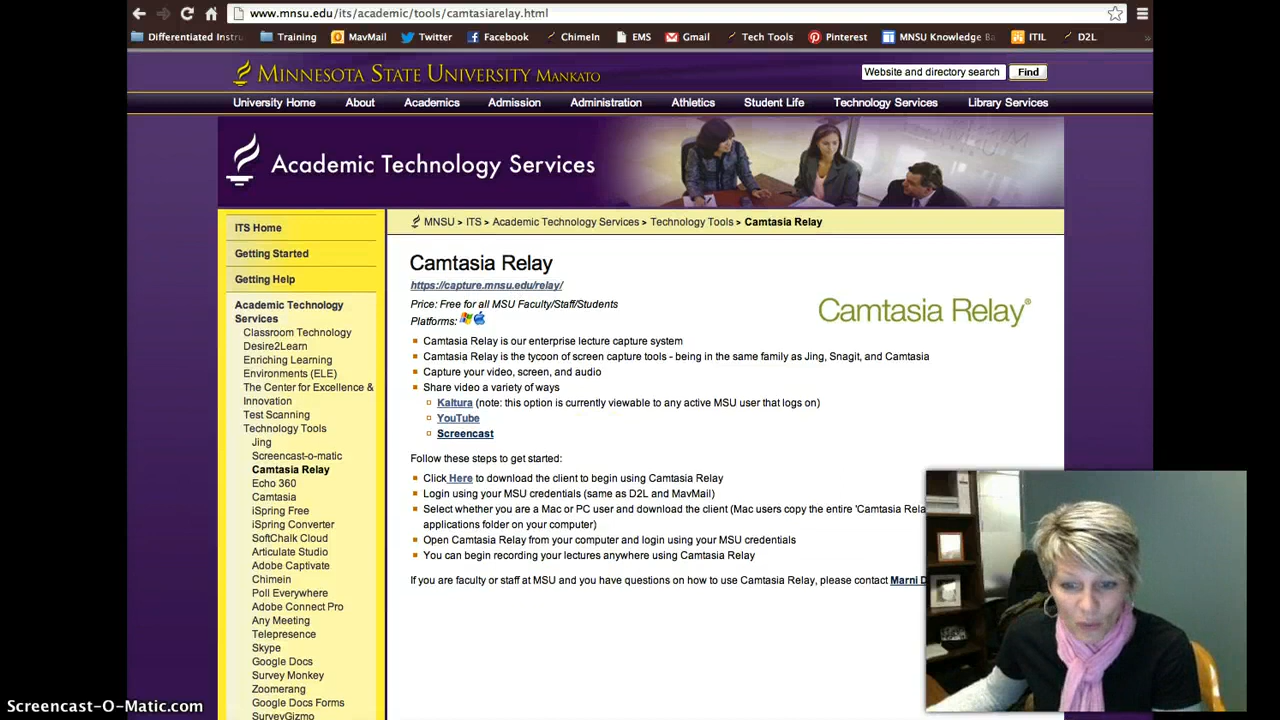 www.mnsu.edu/its/academic/tools/camtasiarelay.html
Differentiated Instru Training MavMail Twitter Facebook ChimeIn EMS Gmail Tech Tools Pinterest MNSU Knowledge Ba ITIL D2L »
MINNESOTA STATE UNIVERSITY MANKATO
Website and directory search Find
University Home About Academics Admission Administration Athletics Student Life Technology Services Library Services
Academic Technology Services
MNSU > ITS > Academic Technology Services > Technology Tools > Camtasia Relay
ITS Home
Getting Started
Getting Help
Academic Technology
Services
Classroom Technology
Desire2Learn
Enriching Learning
Environments (ELE)
The Center for Excellence &
Innovation
Test Scanning
Technology Tools
Jing
Screencast-o-matic
Camtasia Relay
Echo 360
Camtasia
iSpring Free
iSpring Converter
SoftChalk Cloud
Articulate Studio
Adobe Captivate
Chimein
Poll Everywhere
Adobe Connect Pro
Any Meeting
Telepresence
Skype
Google Docs
Survey Monkey
Zoomerang
Google Docs Forms
SurveyGizmo
Camtasia Relay
https://capture.mnsu.edu/relay/
Price: Free for all MSU Faculty/Staff/Students
Platforms:
Camtasia Relay®
Camtasia Relay is our enterprise lecture capture system
Camtasia Relay is the tycoon of screen capture tools - being in the same family as Jing, Snagit, and Camtasia
Capture your video, screen, and audio
Share video a variety of ways
Kaltura (note: this option is currently viewable to any active MSU user that logs on)
YouTube
Screencast
Follow these steps to get started:
Click Here to download the client to begin using Camtasia Relay
Login using your MSU credentials (same as D2L and MavMail)
Select whether you are a Mac or PC user and download the client (Mac users copy the entire 'Camtasia Rela
applications folder on your computer)
Open Camtasia Relay from your computer and login using your MSU credentials
You can begin recording your lectures anywhere using Camtasia Relay
If you are faculty or staff at MSU and you have questions on how to use Camtasia Relay, please contact Marni D
Screencast-O-Matic.com